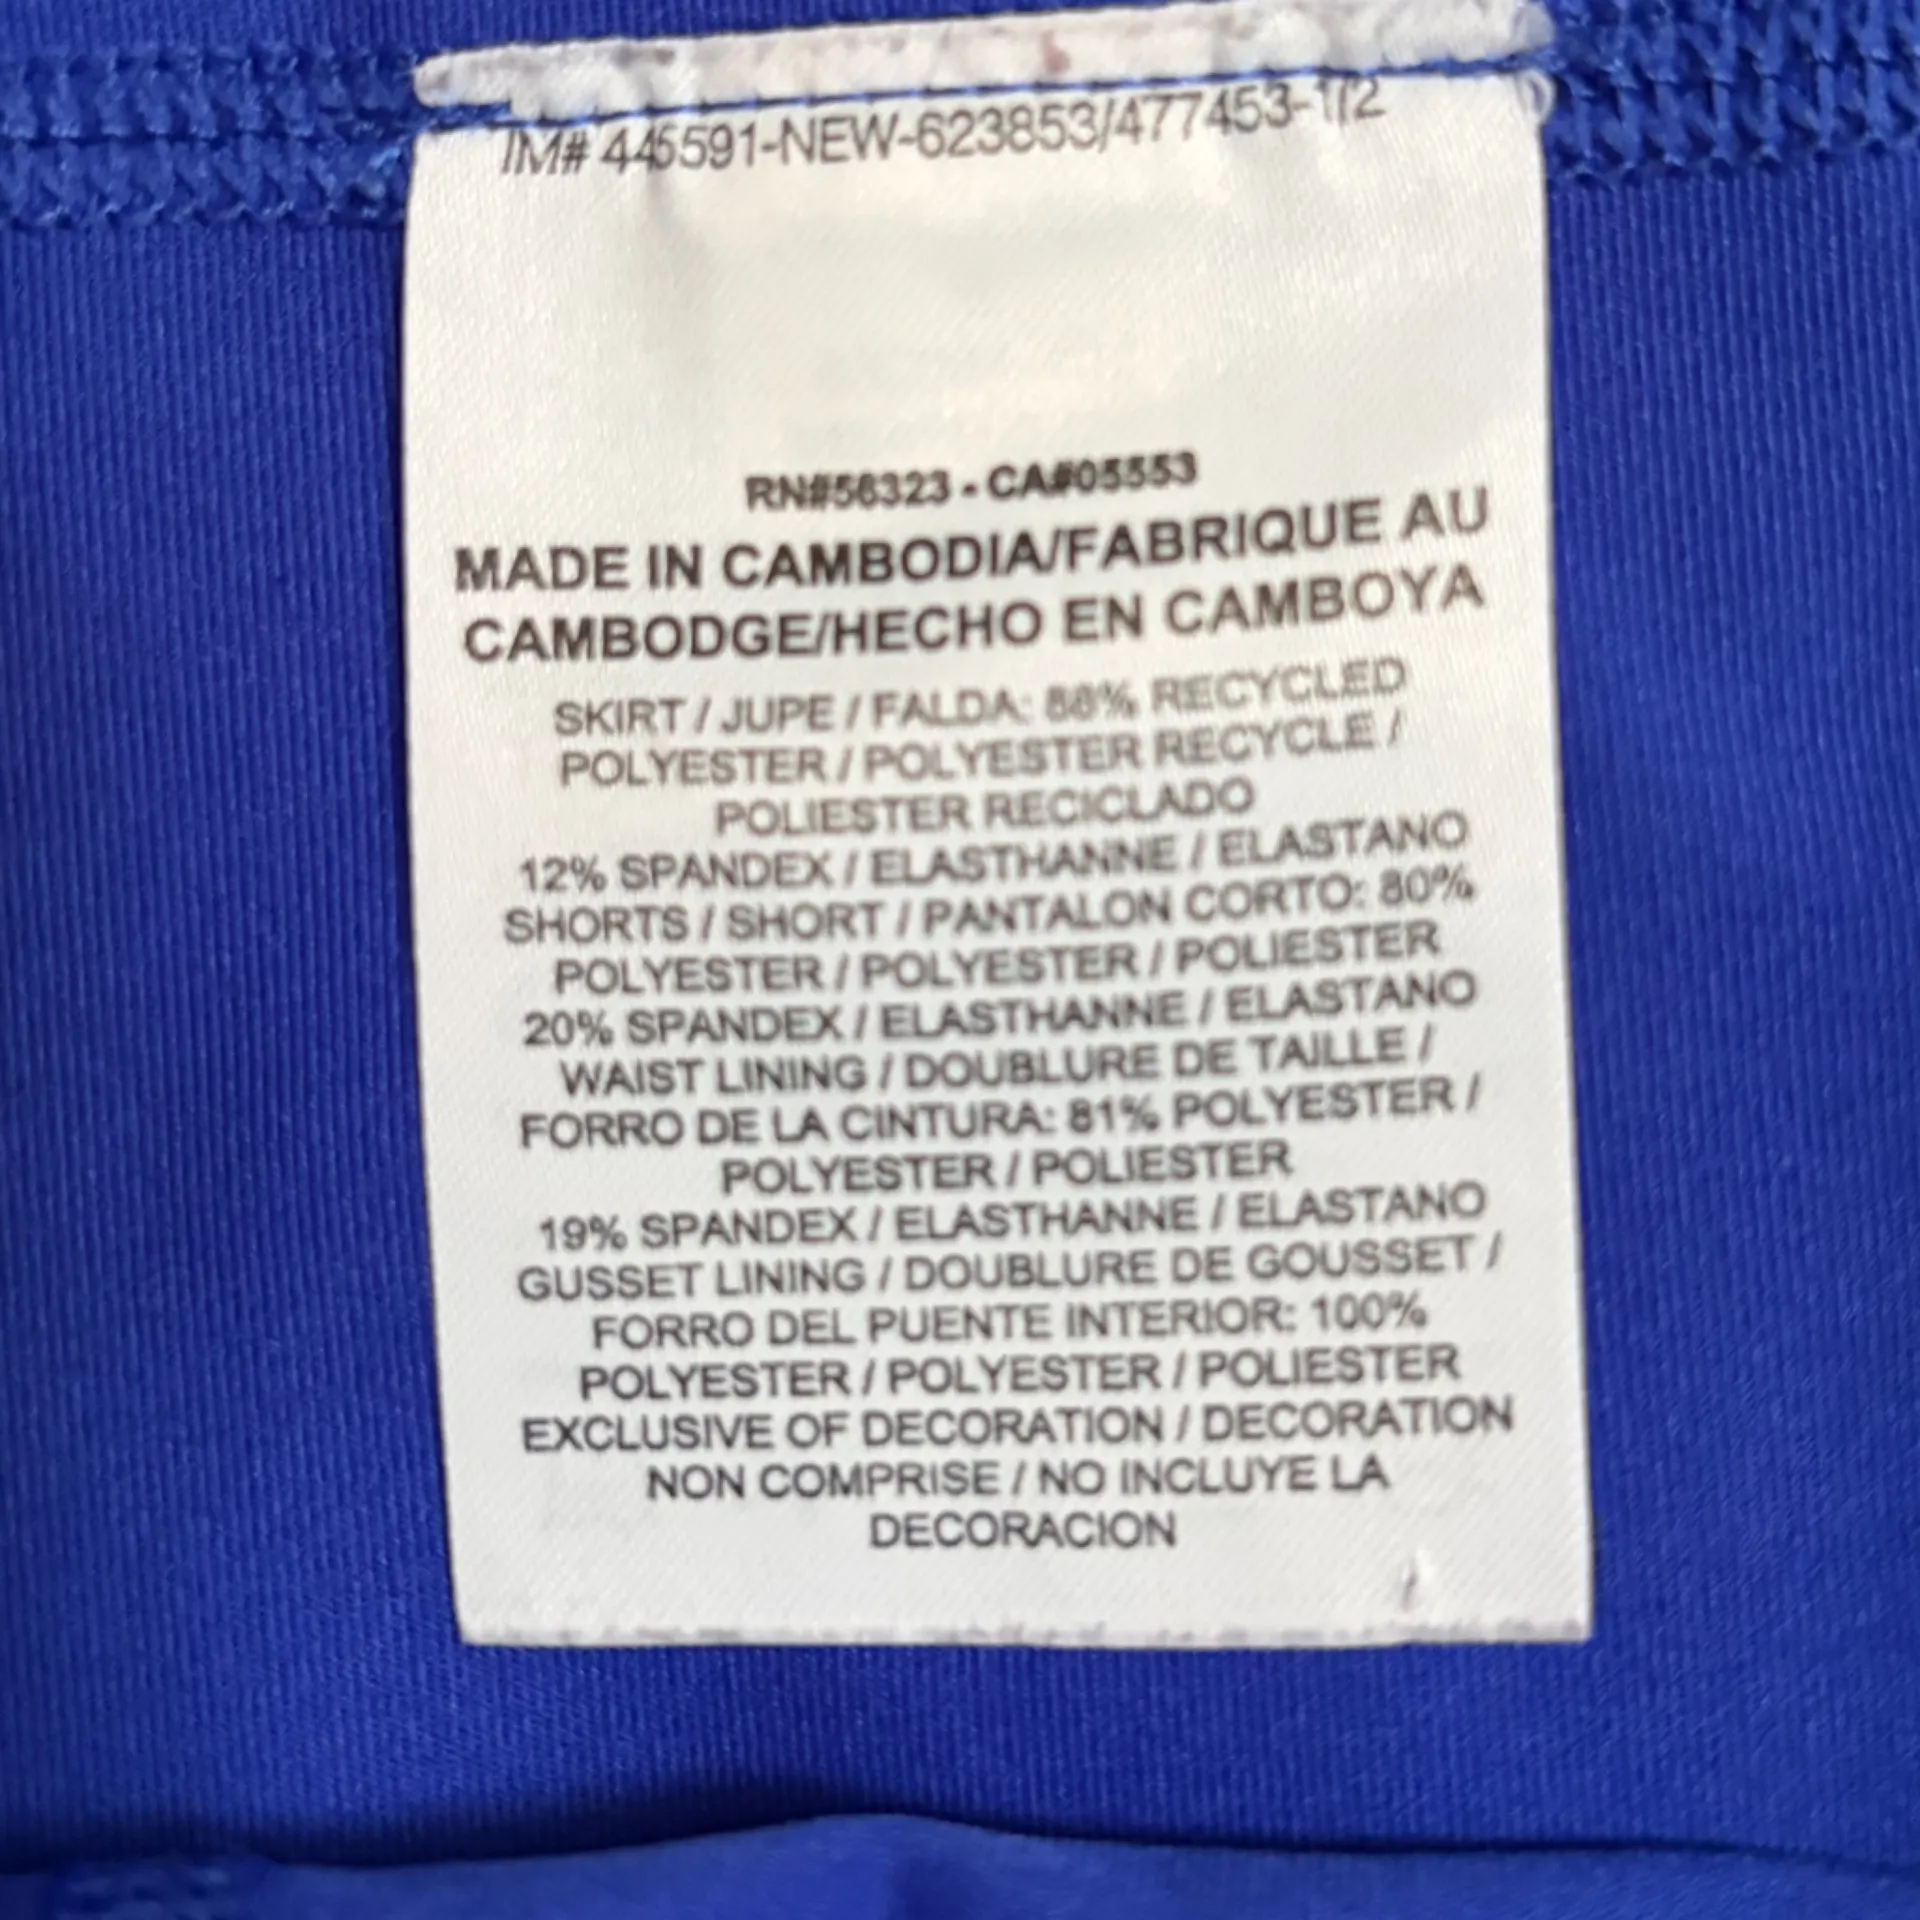 IM# 445591-NEW-623853/477453-1/2
RN#56323 - CA#05553
MADE IN CAMBODIA/FABRIQUE AU
CAMBODGE/HECHO EN CAMBOYA
SKIRT / JUPE / FALDA: 88% RECYCLED
POLYESTER / POLYESTER RECYCLE /
POLIESTER RECICLADO
12% SPANDEX / ELASTHANNE / ELASTANO
SHORTS / SHORT / PANTALON CORTO: 80%
POLYESTER / POLYESTER / POLIESTER
20% SPANDEX / ELASTHANNE / ELASTANO
WAIST LINING / DOUBLURE DE TAILLE /
FORRO DE LA CINTURA: 81% POLYESTER /
POLYESTER / POLIESTER
19% SPANDEX / ELASTHANNE / ELASTANO
GUSSET LINING / DOUBLURE DE GOUSSET /
FORRO DEL PUENTE INTERIOR: 100%
POLYESTER / POLYESTER / POLIESTER
EXCLUSIVE OF DECORATION / DECORATION
NON COMPRISE / NO INCLUYE LA
DECORACION